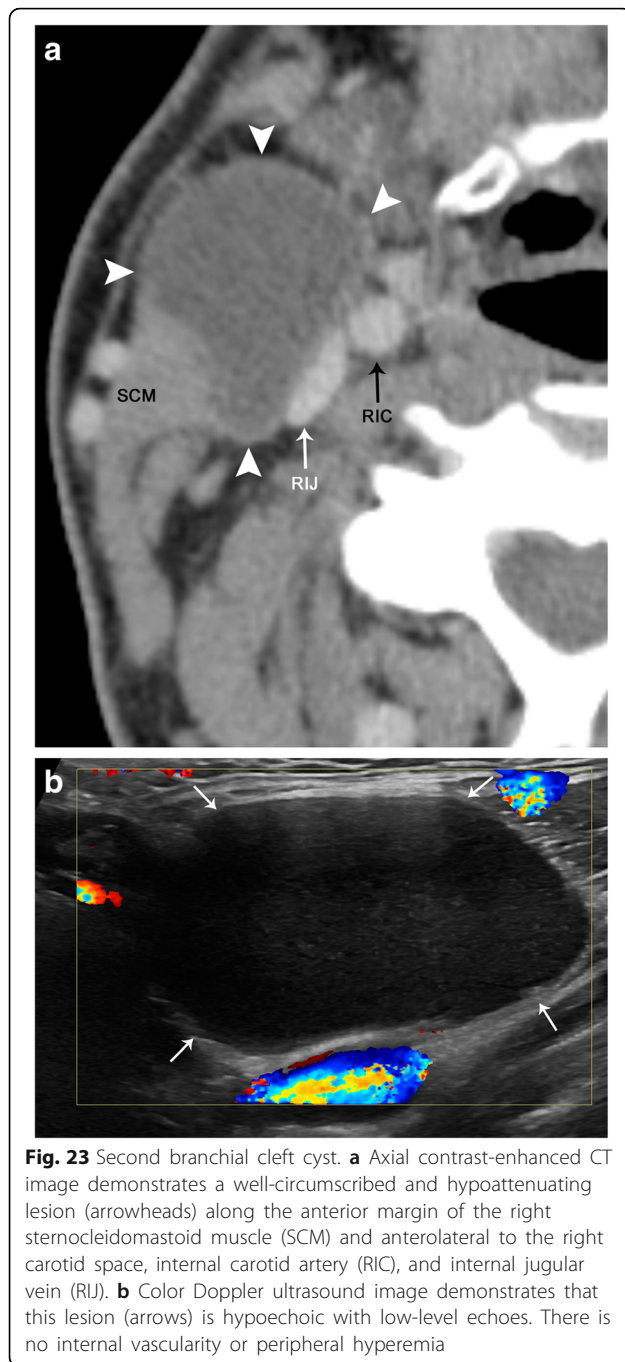 a
SCM
RIC
RIJ
b
Fig. 23 Second branchial cleft cyst. a Axial contrast-enhanced CT
image demonstrates a well-circumscribed and hypoattenuating
lesion (arrowheads) along the anterior margin of the right
sternocleidomastoid muscle (SCM) and anterolateral to the right
carotid space, internal carotid artery (RIC), and internal jugular
vein (RIJ). b Color Doppler ultrasound image demonstrates that
this lesion (arrows) is hypoechoic with low-level echoes. There is
no internal vascularity or peripheral hyperemia